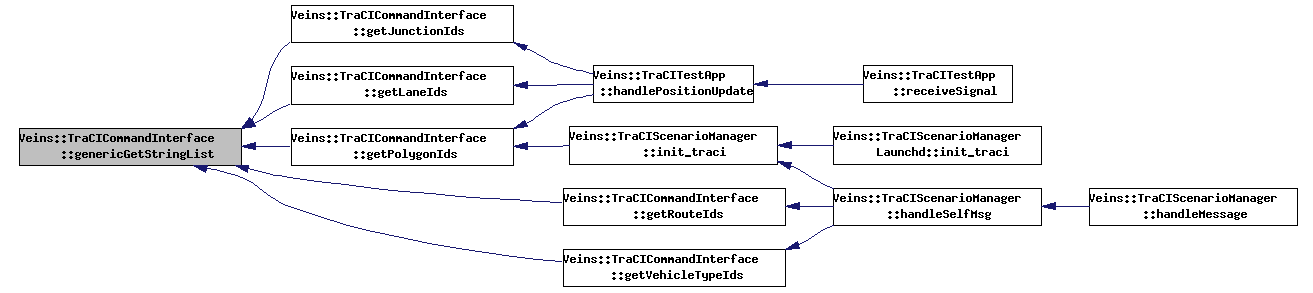 Veins::TraCICommandInterface
::getJunctionIds
Veins::TraCICommandInterface
::getLaneIds
Veins::TraCITestApp
::handlePositionUpdate
Veins::TraCITestApp
::receiveSignal
Veins::TraCICommandInterface
::genericGetStringList
Veins::TraCICommandInterface
::getPolygonIds
Veins::TraCIScenarioManager
::init_traci
Veins::TraCIScenarioManager
Launchd::init_traci
Veins::TraCICommandInterface
::getRouteIds
Veins::TraCIScenarioManager
::handleSelfMsg
Veins::TraCIScenarioManager
::handleMessage
Veins::TraCICommandInterface
::getVehicleTypeIds